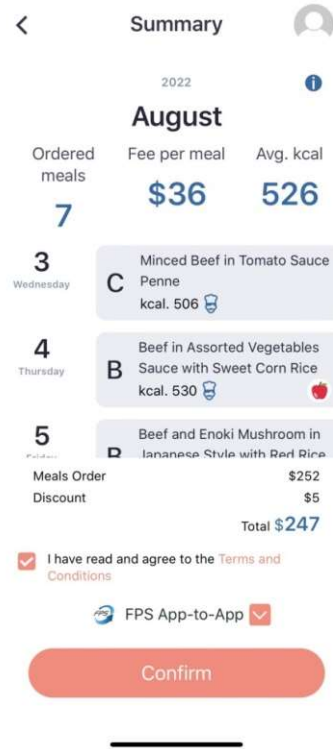 Summary
2022
August
Ordered meals
7
Fee per meal
$36
Avg. kcal
526
3
Wednesday
C
Minced Beef in Tomato Sauce
Penne
kcal. 506
4
Thursday
B
Beef in Assorted Vegetables
Sauce with Sweet Corn Rice
kcal. 530
5
Friday
B
Beef and Enoki Mushroom in
Japanese Style with Red Rice
Meals Order $252
Discount $5
Total $247
I have read and agree to the Terms and
Conditions
FPS FPS App-to-App
Confirm